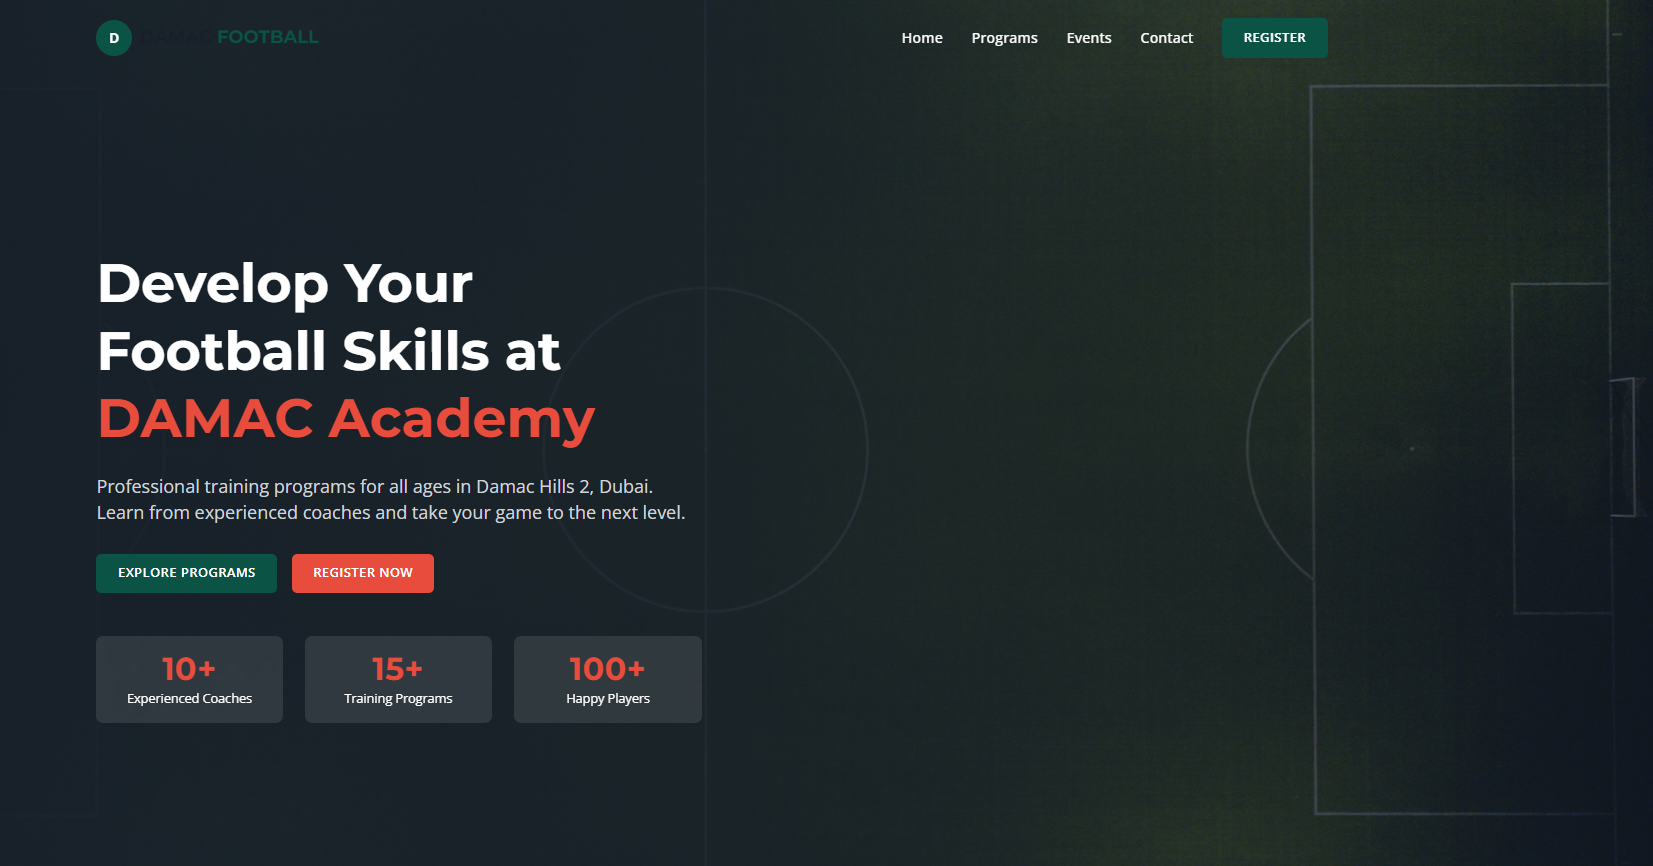 D DAMAC FOOTBALL
Home Programs Events Contact REGISTER
Develop Your
Football Skills at
DAMAC Academy
Professional training programs for all ages in Damac Hills 2, Dubai.
Learn from experienced coaches and take your game to the next level.
EXPLORE PROGRAMS REGISTER NOW
10+ 15+ 100+
Experienced Coaches Training Programs Happy Players